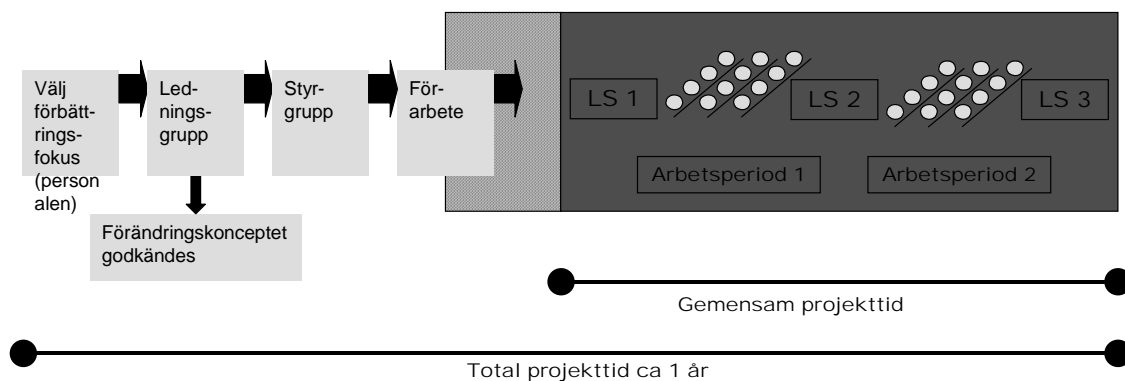 Välj
förbätt-
rings-
fokus
(person
alen)
Led-
nings-
grupp
Styr-
grupp
För-
arbete
Förändringskonceptet
godkändes
LS 1
LS 2
LS 3
Arbetsperiod 1
Arbetsperiod 2
Gemensam projekttid
Total projekttid ca 1 år